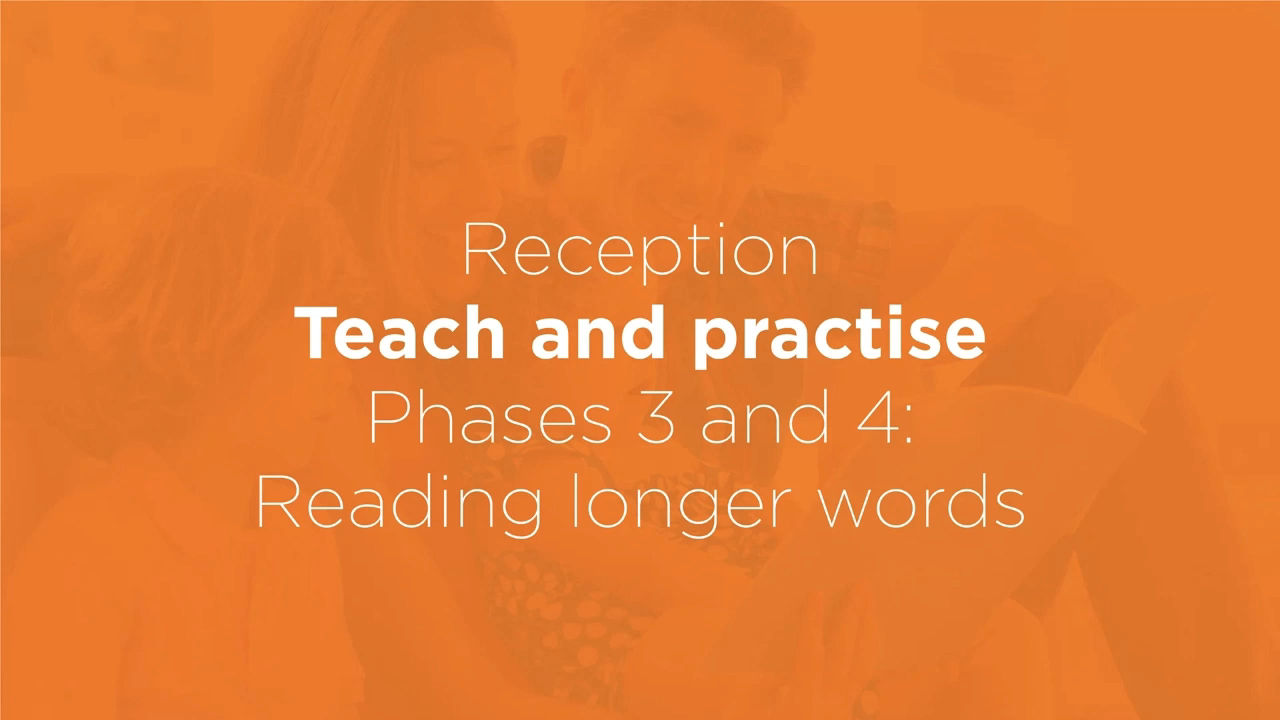 Reception
Teach and practise
Phases 3 and 4:
Reading longer words